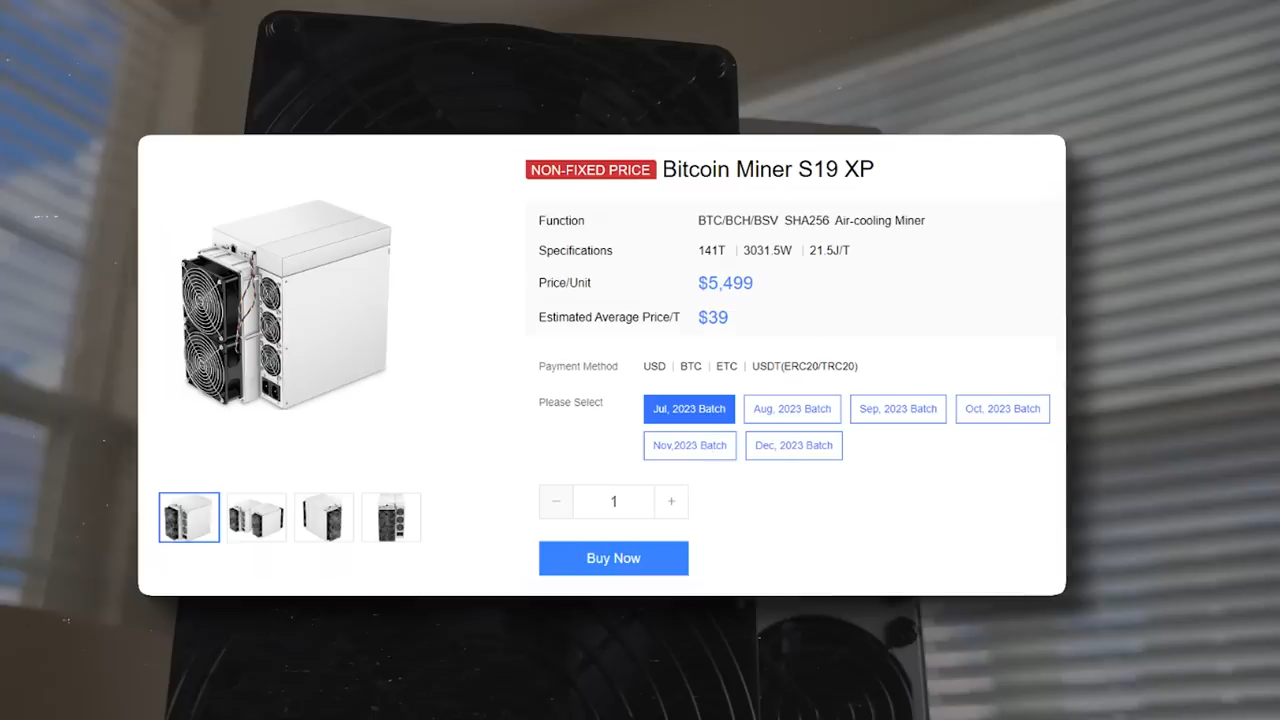 NON-FIXED PRICE Bitcoin Miner S19 XP
Function BTC/BCH/BSV SHA256 Air-cooling Miner
Specifications 141T | 3031.5W | 21.5J/T
Price/Unit $5,499
Estimated Average Price/T $39
Payment Method USD | BTC | ETC | USDT(ERC20/TRC20)
Please Select Jul, 2023 Batch Aug, 2023 Batch Sep, 2023 Batch Oct, 2023 Batch
Nov,2023 Batch Dec, 2023 Batch
− 1 +
Buy Now